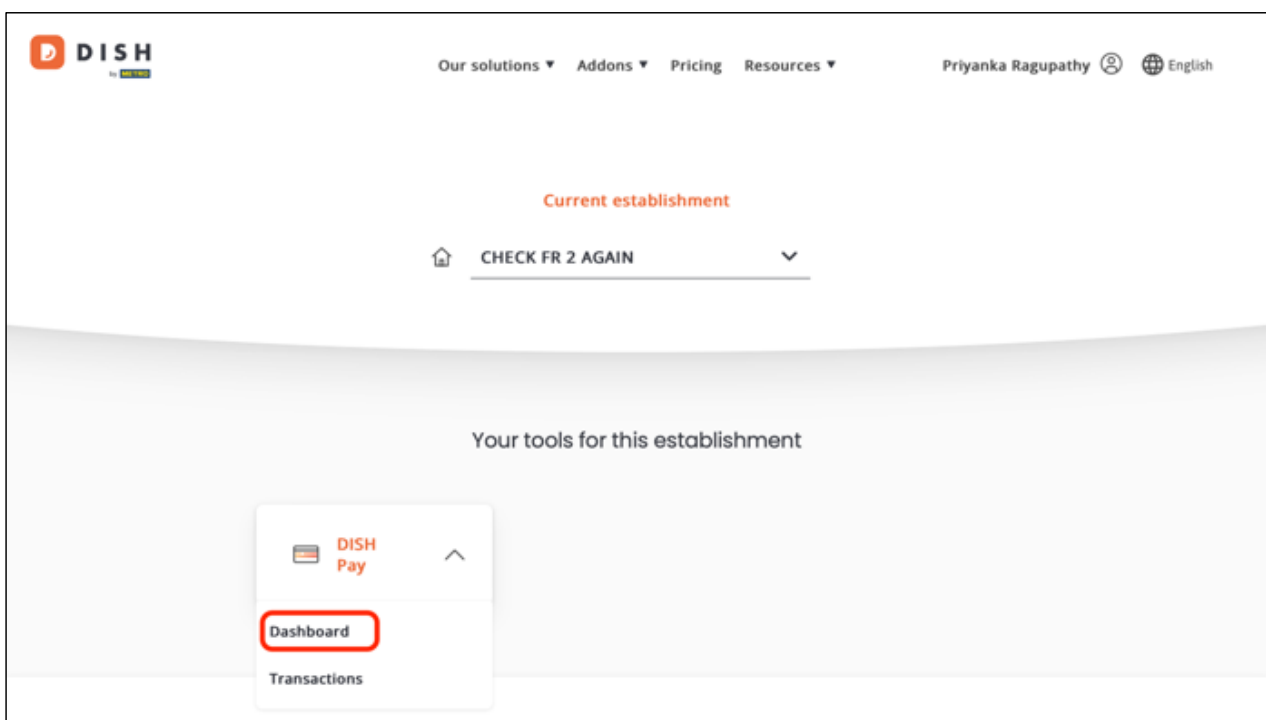 DISH
by METRO
Our solutions ▼ Addons ▼ Pricing Resources ▼ Priyanka Ragupathy English
Current establishment
CHECK FR 2 AGAIN
Your tools for this establishment
DISH
Pay
Dashboard
Transactions